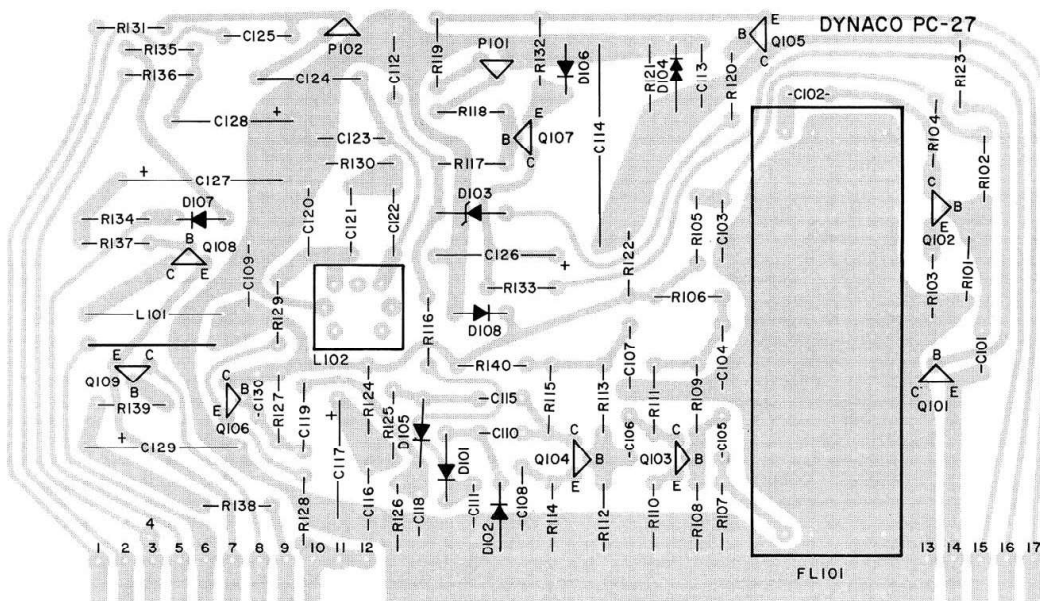 DYNACO PC-27
R131
R135
C125
P102
C112
R119
P101
R132
D106
R121
D104
C113
R120
B E C Q105
R123
R136
C124
C102
C128 +
R118
E B C Q107
C114
R104
R102
C123
R130
R117
+ C127
D107
R134
R137
B Q108
C E
C109
C120
C121
C122
D103
C126 +
R122
R105
C103
C B E Q102
R133
R106
R103
R101
L101
R129
L102
R116
D108
C107
C104
C101
E C
Q109 B
R139
C B E Q106
C130
R127
C119
R124
R125
D105
R140
C115
R115
R113
R111
R109
B
C E
Q101
+ C129
+ C117
C110
D101
C B E Q104
C106
C B E Q103
C105
R138
R128
C116
R126
C118
C111
D102
C108
R114
R112
R110
R108
R107
4
1 2 3 5 6 7 8 9 10 11 12 13 14 15 16 17
FL101